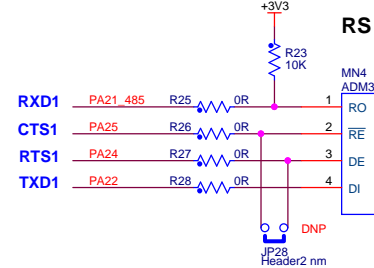 +3V3
RS
R23
10K
MN4
ADM3
RXD1 PA21_485 R25 0R 1 RO
CTS1 PA25 R26 0R 2 RE
RTS1 PA24 R27 0R 3 DE
TXD1 PA22 R28 0R 4 DI
DNP
JP28
Header2 nm